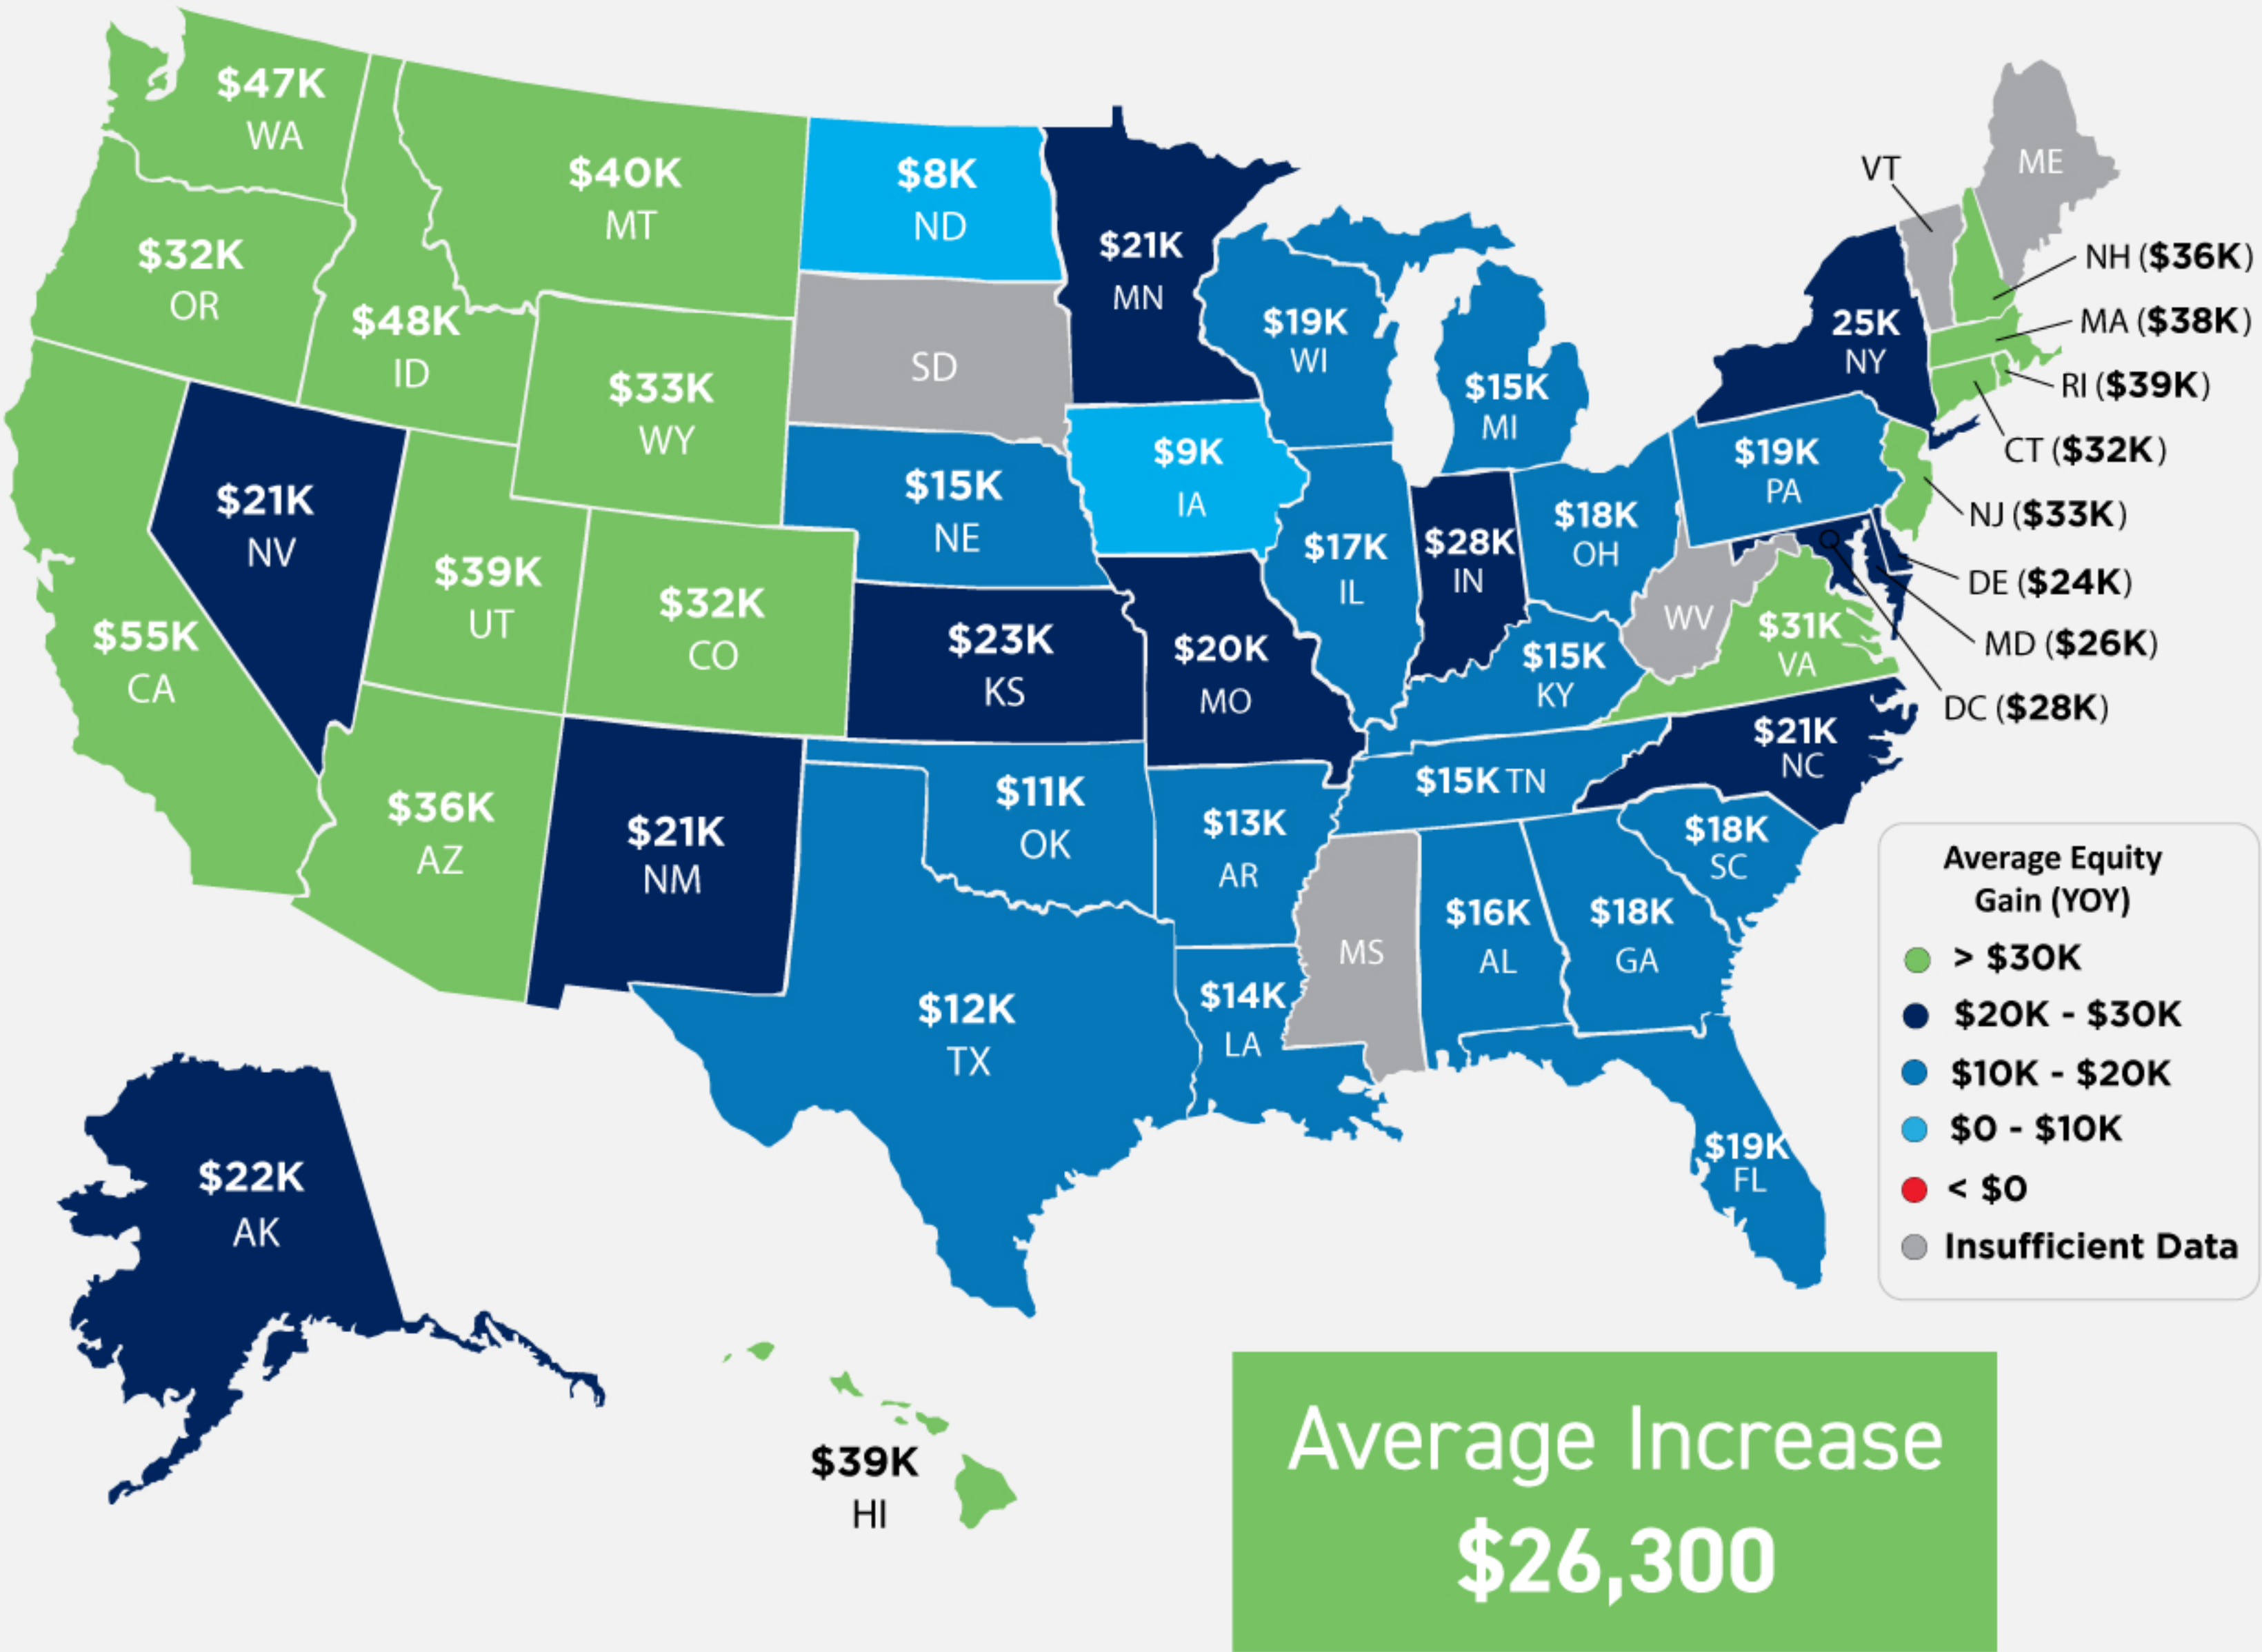 $47K
WA
$40K
MT
$8K
ND
$21K
MN
VT
ME
$32K
OR
$48K
ID
$33K
WY
SD
$19K
WI
$15K
MI
25K
NY
NH ($36K)
MA ($38K)
RI ($39K)
CT ($32K)
NJ ($33K)
DE ($24K)
MD ($26K)
DC ($28K)
$21K
NV
$39K
UT
$32K
CO
$15K
NE
$9K
IA
$17K
IL
$28K
IN
$18K
OH
$19K
PA
WV
$31K
VA
$55K
CA
$23K
KS
$20K
MO
$15K
KY
$21K
NC
$36K
AZ
$21K
NM
$11K
OK
$13K
AR
$15K TN
$18K
SC
$12K
TX
$14K
LA
MS
$16K
AL
$18K
GA
$19K
FL
$22K
AK
$39K
HI
Average Equity
Gain (YOY)
> $30K
$20K - $30K
$10K - $20K
$0 - $10K
< $0
Insufficient Data
Average Increase
$26,300